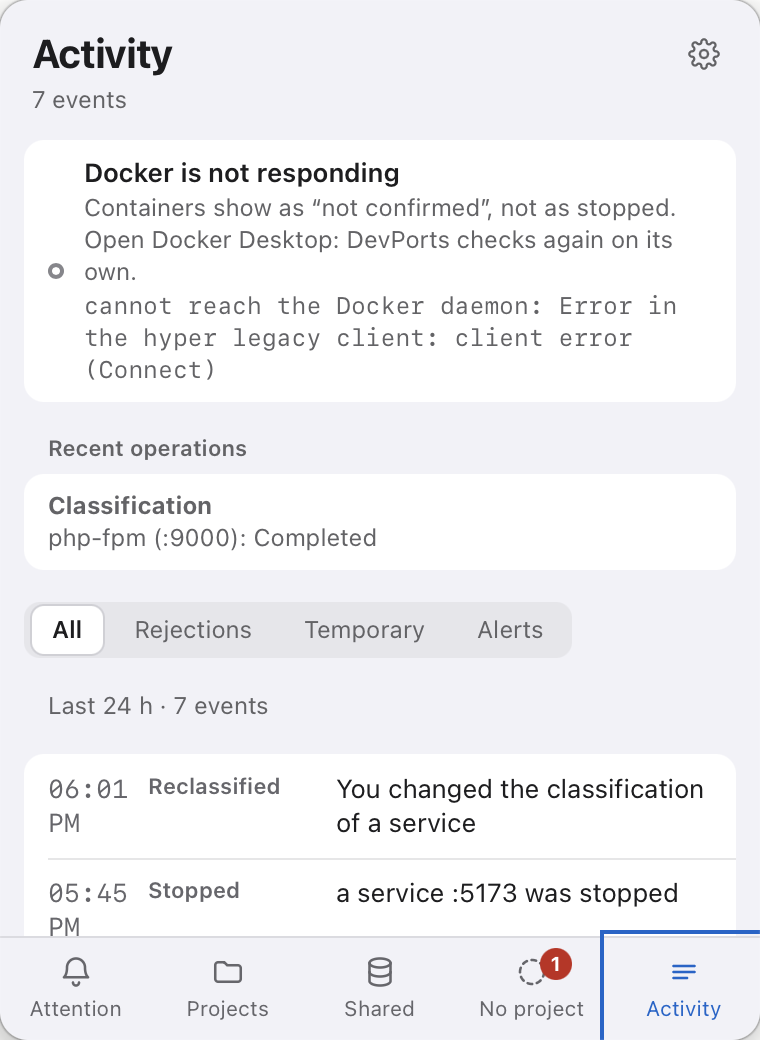 Activity
7 events
Docker is not responding
Containers show as “not confirmed”, not as stopped.
Open Docker Desktop: DevPorts checks again on its
own.
cannot reach the Docker daemon: Error in
the hyper legacy client: client error
(Connect)
Recent operations
Classification
php-fpm (:9000): Completed
All Rejections Temporary Alerts
Last 24 h · 7 events
06:01 Reclassified You changed the classification
PM of a service
05:45 Stopped a service :5173 was stopped
PM
1
Attention Projects Shared No project Activity